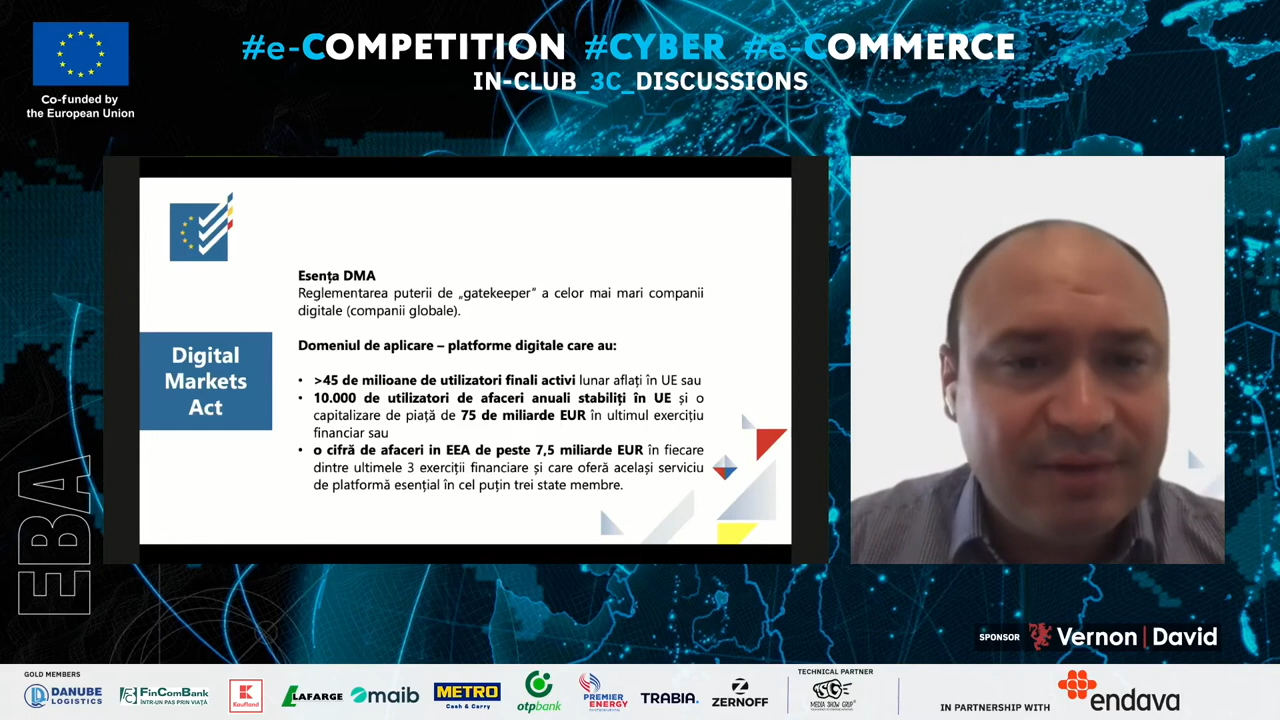 #e-COMPETITION #CYBER #e-COMMERCE
IN-CLUB_3C_DISCUSSIONS
Co-funded by
the European Union
Esența DMA
Reglementarea puterii de „gatekeeper” a celor mai mari companii
digitale (companii globale).
Digital
Markets
Act
Domeniul de aplicare – platforme digitale care au:
• >45 de milioane de utilizatori finali activi lunar aflați în UE sau
• 10.000 de utilizatori de afaceri anuali stabiliți în UE și o
capitalizare de piață de 75 de miliarde EUR în ultimul exercițiu
financiar sau
• o cifră de afaceri in EEA de peste 7,5 miliarde EUR în fiecare
dintre ultimele 3 exerciții financiare și care oferă același serviciu
de platformă esențial în cel puțin trei state membre.
EBA
SPONSOR Vernon | David
GOLD MEMBERS
DANUBE
LOGISTICS
FinComBank
ÎNTR-UN PAS PRIN VIAȚĂ
K
Kaufland
LAFARGE
maib
METRO
Cash & Carry
otpbank
PREMIER
ENERGY
TRABIA
ZERNOFF
TECHNICAL PARTNER
MEDIA SHOW GRUP
IN PARTNERSHIP WITH
endava